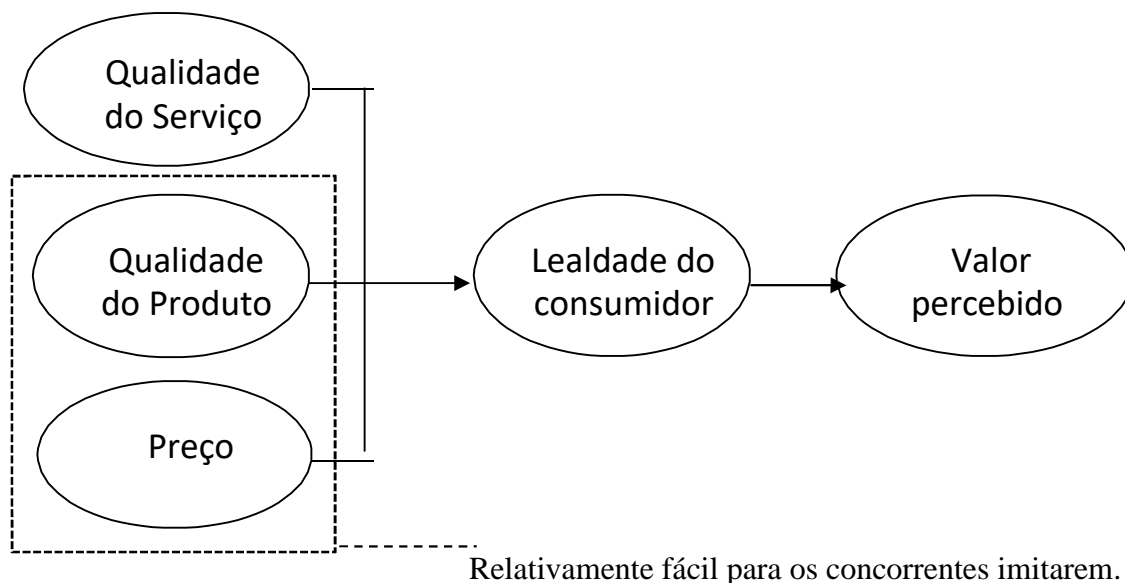 Qualidade
do Serviço
Qualidade
do Produto
Preço
Lealdade do
consumidor
Valor
percebido
Relativamente fácil para os concorrentes imitarem.